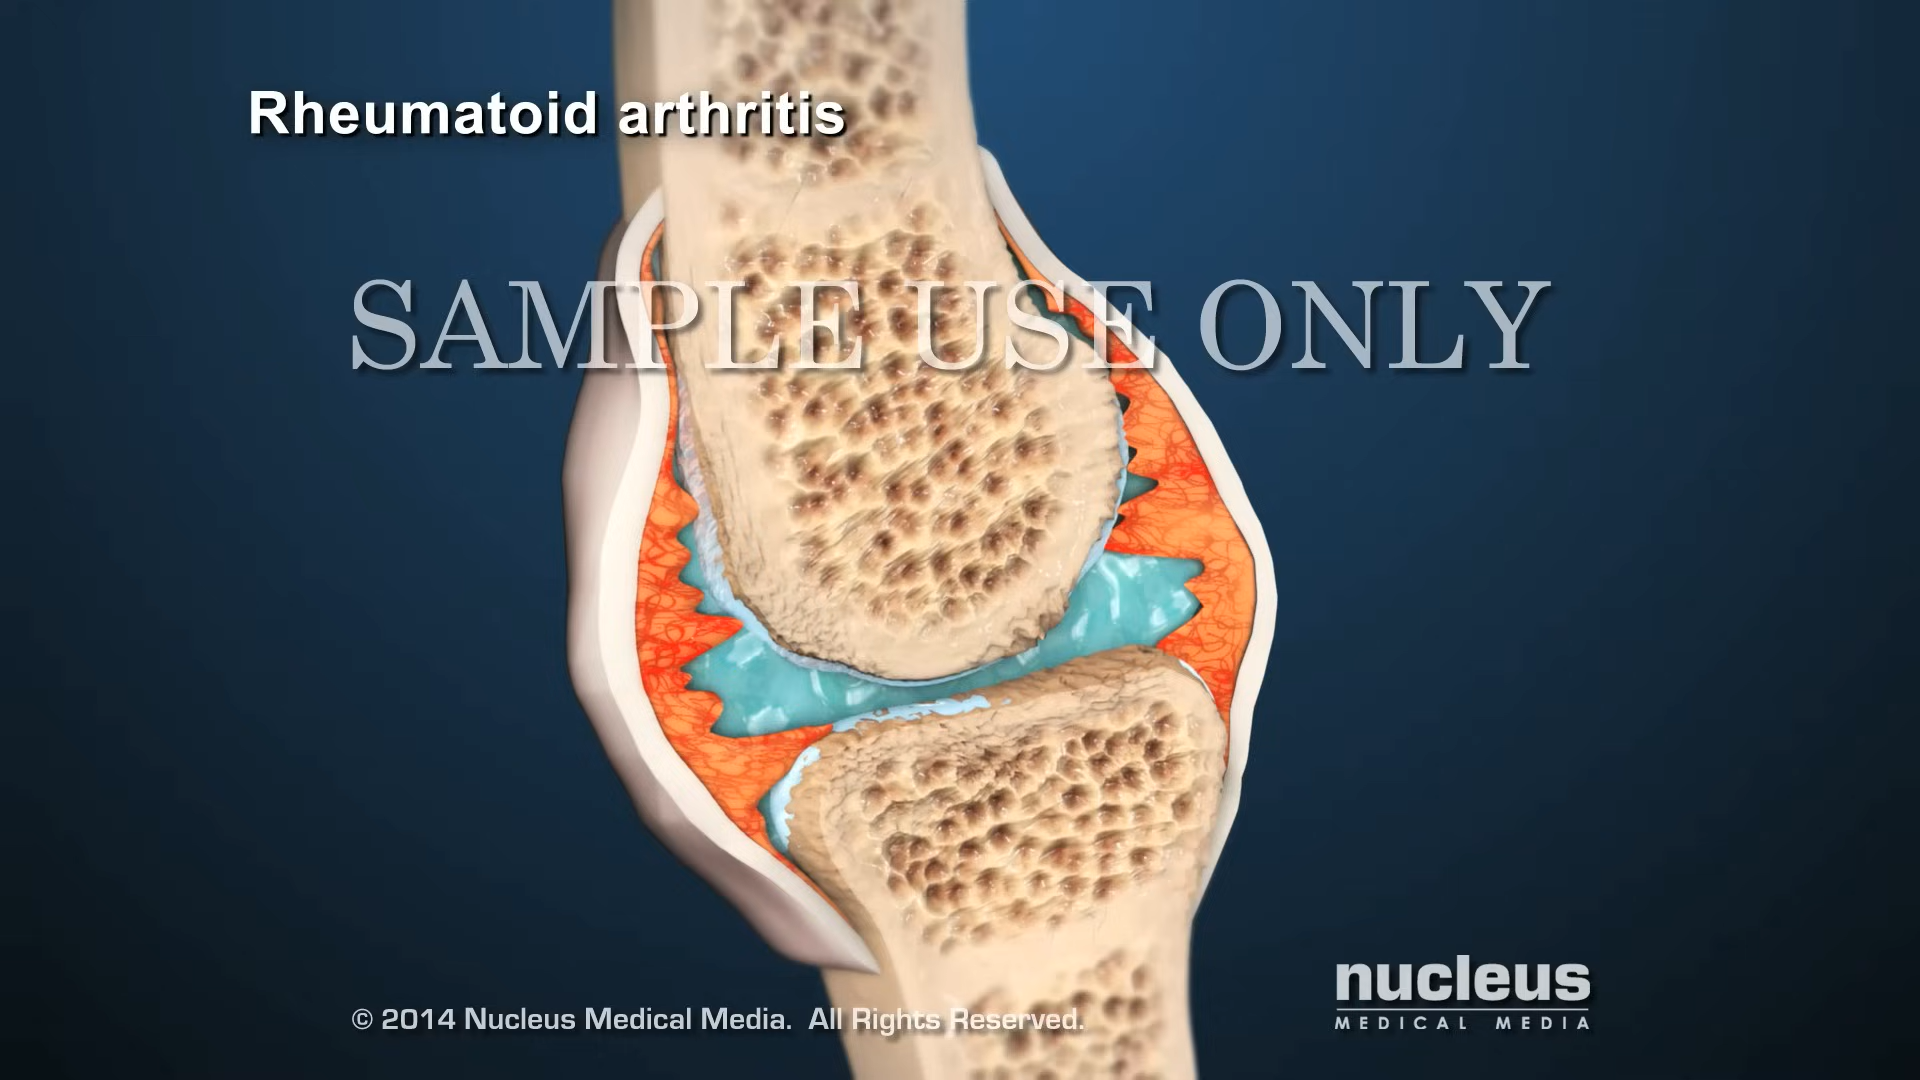 Rheumatoid arthritis
SAMPLE USE ONLY
© 2014 Nucleus Medical Media. All Rights Reserved.
nucleus
MEDICAL MEDIA